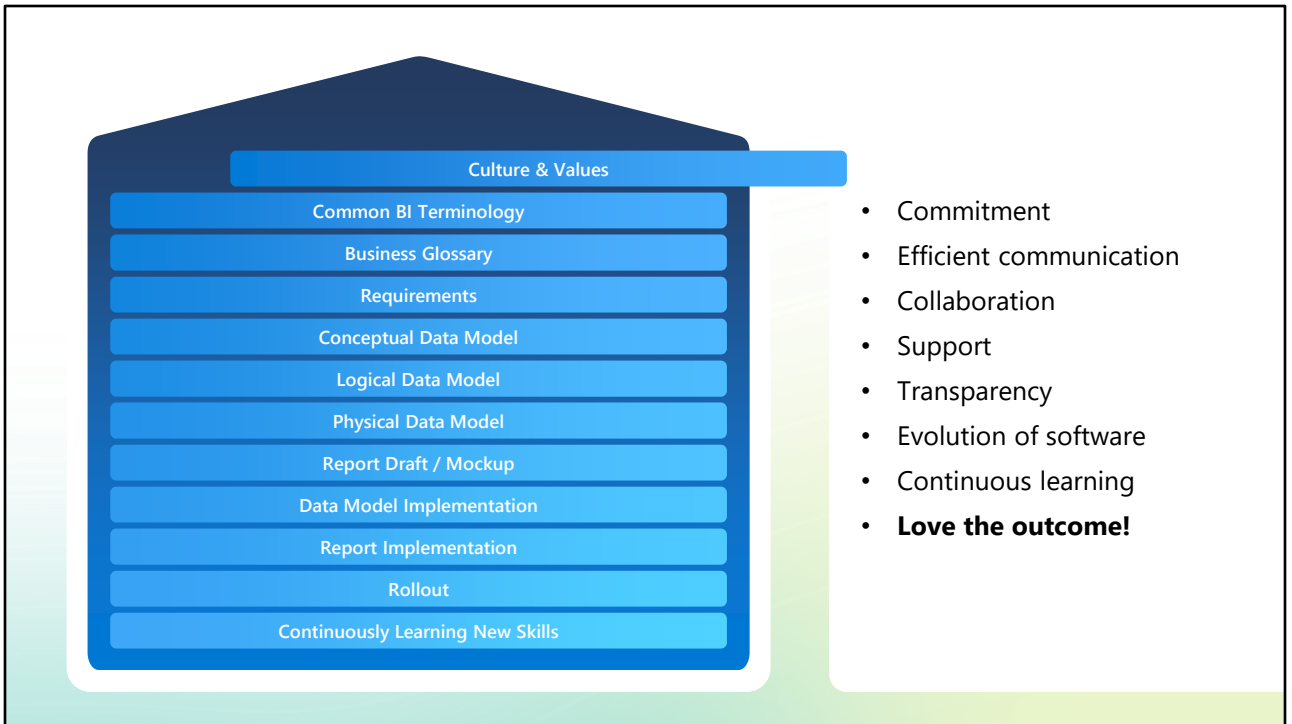 Culture & Values
Common BI Terminology
Business Glossary
Requirements
Conceptual Data Model
Logical Data Model
Physical Data Model
Report Draft / Mockup
Data Model Implementation
Report Implementation
Rollout
Continuously Learning New Skills
• Commitment
• Efficient communication
• Collaboration
• Support
• Transparency
• Evolution of software
• Continuous learning
• Love the outcome!